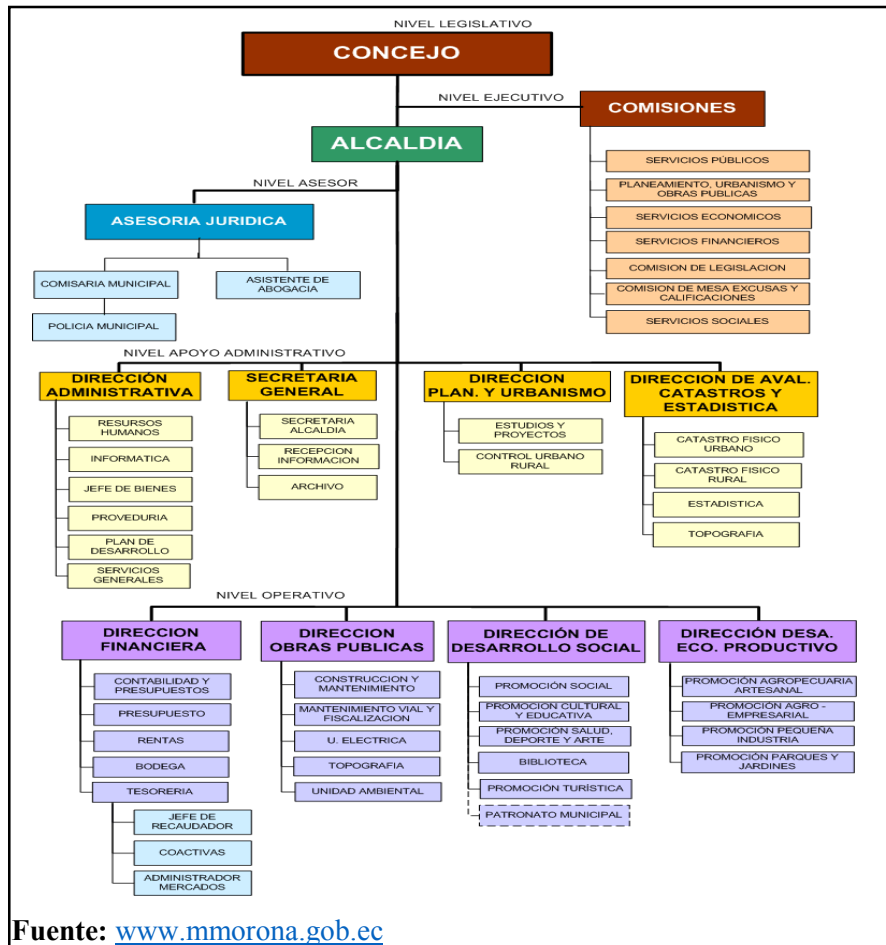 NIVEL LEGISLATIVO
CONCEJO
NIVEL EJECUTIVO
COMISIONES
ALCALDIA
SERVICIOS PÚBLICOS
PLANEAMIENTO, URBANISMO Y
OBRAS PUBLICAS
SERVICIOS ECONOMICOS
SERVICIOS FINANCIEROS
COMISION DE LEGISLACION
COMISION DE MESA EXCUSAS Y
CALIFICACIONES
SERVICIOS SOCIALES
NIVEL ASESOR
ASESORIA JURIDICA
COMISARIA MUNICIPAL
ASISTENTE DE
ABOGACIA
POLICIA MUNICIPAL
NIVEL APOYO ADMINISTRATIVO
DIRECCIÓN
ADMINISTRATIVA
RESURSOS
HUMANOS
INFORMATICA
JEFE DE BIENES
PROVEDURIA
PLAN DE
DESARROLLO
SERVICIOS
GENERALES
SECRETARIA
GENERAL
SECRETARIA
ALCALDIA
RECEPCION
INFORMACION
ARCHIVO
DIRECCION
PLAN. Y URBANISMO
ESTUDIOS Y
PROYECTOS
CONTROL URBANO
RURAL
DIRECCION DE AVAL.
CATASTROS Y
ESTADISTICA
CATASTRO FISICO
URBANO
CATASTRO FISICO
RURAL
ESTADISTICA
TOPOGRAFIA
NIVEL OPERATIVO
DIRECCION
FINANCIERA
CONTABILIDAD Y
PRESUPUESTOS
PRESUPUESTO
RENTAS
BODEGA
TESORERIA
JEFE DE
RECAUDADOR
COACTIVAS
ADMINISTRADOR
MERCADOS
DIRECCION
OBRAS PUBLICAS
CONSTRUCCION Y
MANTENIMIENTO
MANTENIMIENTO VIAL Y
FISCALIZACION
U. ELECTRICA
TOPOGRAFIA
UNIDAD AMBIENTAL
DIRECCIÓN DE
DESARROLLO SOCIAL
PROMOCIÓN SOCIAL
PROMOCION CULTURAL
Y EDUCATIVA
PROMOCIÓN SALUD,
DEPORTE Y ARTE
BIBLIOTECA
PROMOCIÓN TURÍSTICA
PATRONATO MUNICIPAL
DIRECCIÓN DESA.
ECO. PRODUCTIVO
PROMOCIÓN AGROPECUARIA
ARTESANAL
PROMOCIÓN AGRO -
EMPRESARIAL
PROMOCIÓN PEQUEÑA
INDUSTRIA
PROMOCIÓN PARQUES Y
JARDINES
Fuente: www.mmorona.gob.ec